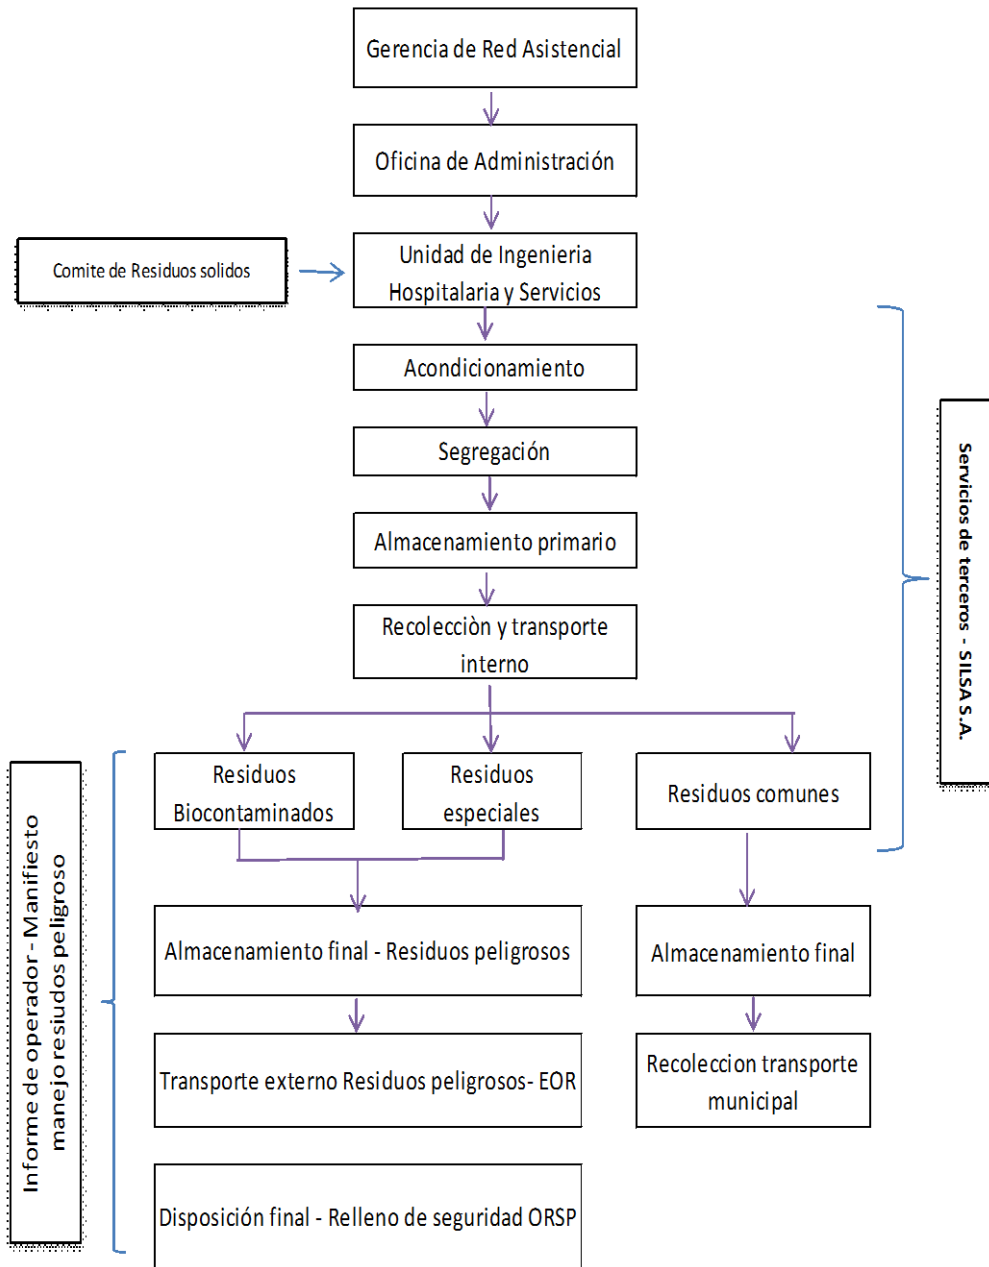 Gerencia de Red Asistencial
Oficina de Administración
Comite de Residuos solidos
Unidad de Ingenieria
Hospitalaria y Servicios
Acondicionamiento
Segregación
Almacenamiento primario
Recolecciòn y transporte
interno
Servicios de terceros - SILSA S.A.
Residuos
Biocontaminados
Residuos
especiales
Residuos comunes
Informe de operador - Manifiesto
manejo resiudos peligroso
Almacenamiento final - Residuos peligrosos
Almacenamiento final
Transporte externo Residuos peligrosos- EOR
Recoleccion transporte
municipal
Disposición final - Relleno de seguridad ORSP